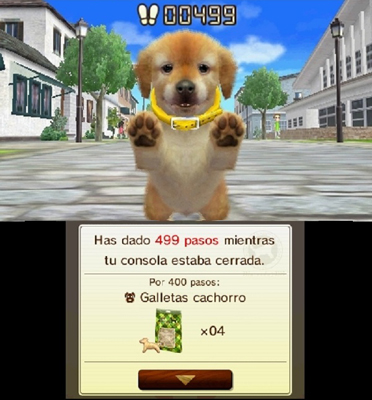 00499
Has dado 499 pasos mientras
tu consola estaba cerrada.
Por 400 pasos:
Galletas cachorro
×04